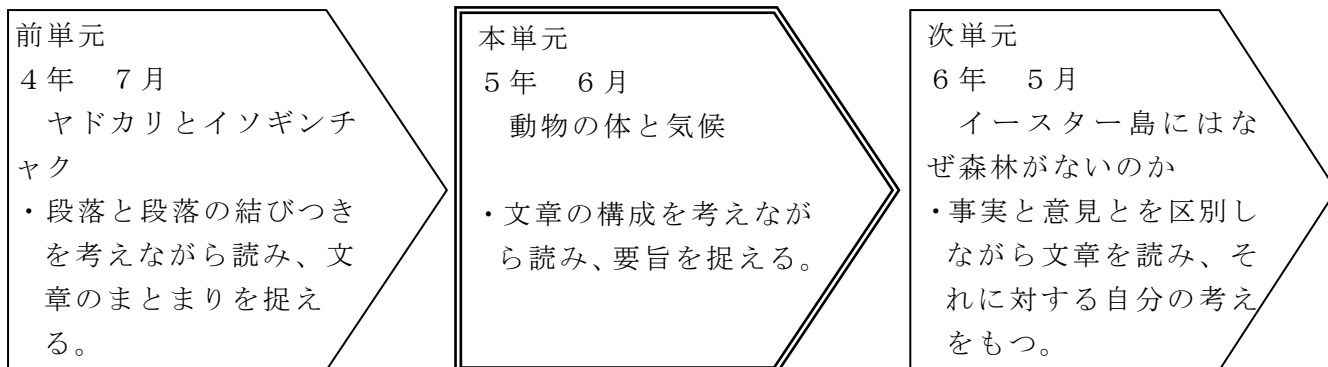 前単元
４年　７月
　ヤドカリとイソギンチ
ャク
・段落と段落の結びつき
を考えながら読み、文
章のまとまりを捉え
る。
本単元
５年　６月
　動物の体と気候
・文章の構成を考えなが
ら読み、要旨を捉える。
次単元
６年　５月
　イースター島にはな
ぜ森林がないのか
・事実と意見とを区別し
ながら文章を読み、そ
れに対する自分の考え
をもつ。